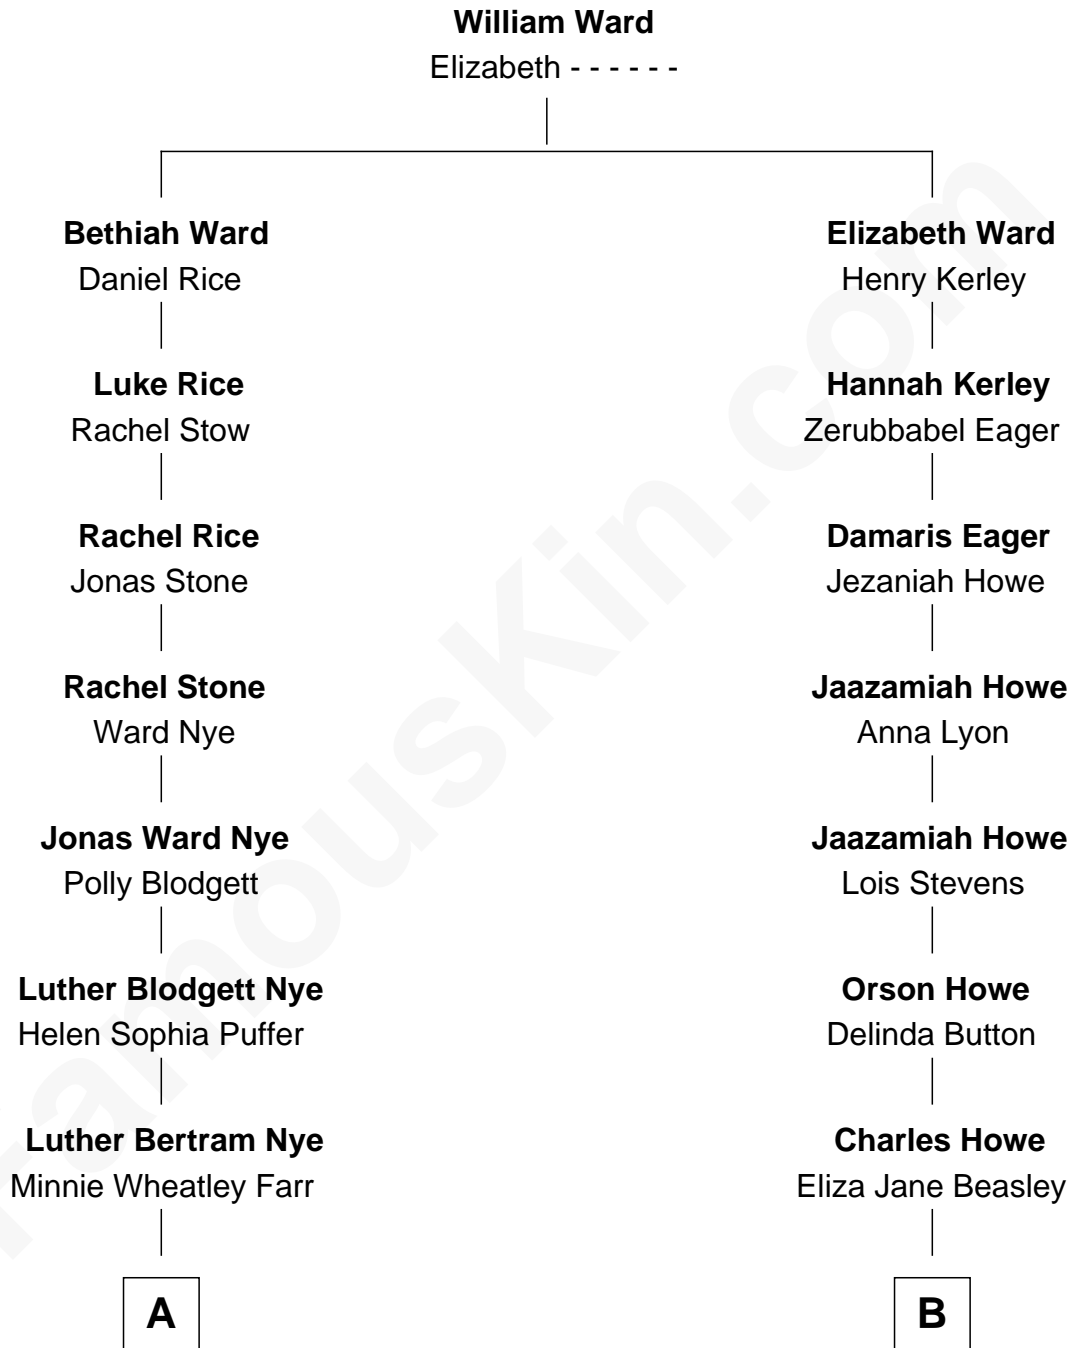 William Ward
Elizabeth - - - - - -
Bethiah Ward
Daniel Rice
Elizabeth Ward
Henry Kerley
Luke Rice
Rachel Stow
Hannah Kerley
Zerubbabel Eager
Rachel Rice
Jonas Stone
Damaris Eager
Jezaniah Howe
Rachel Stone
Ward Nye
Jaazamiah Howe
Anna Lyon
Jonas Ward Nye
Polly Blodgett
Jaazamiah Howe
Lois Stevens
Luther Blodgett Nye
Helen Sophia Puffer
Orson Howe
Delinda Button
Luther Bertram Nye
Minnie Wheatley Farr
Charles Howe
Eliza Jane Beasley
A
B
FamousKin.com